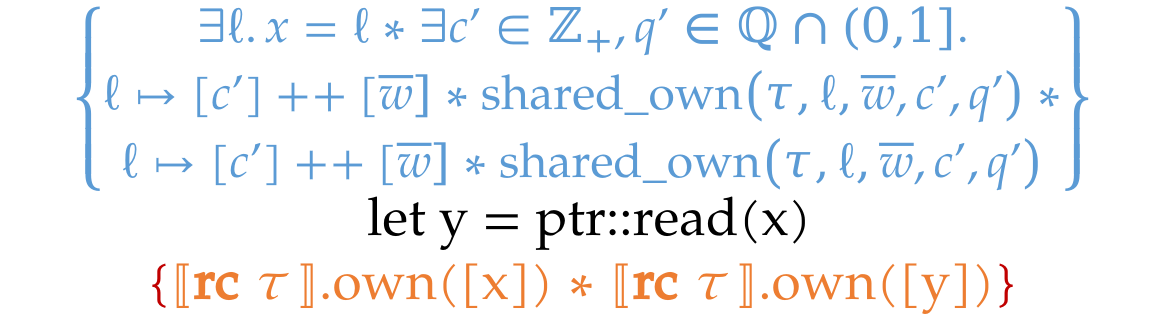 ∃ℓ. x = ℓ ∗ ∃c′ ∈ ℤ₊, q′ ∈ ℚ ∩ (0,1].
ℓ ↦ [c′] ++ [w̅] ∗ shared_own(τ, ℓ, w̅, c′, q′) ∗
ℓ ↦ [c′] ++ [w̅] ∗ shared_own(τ, ℓ, w̅, c′, q′)
let y = ptr::read(x)
{⟦rc τ⟧.own([x]) ∗ ⟦rc τ⟧.own([y])}